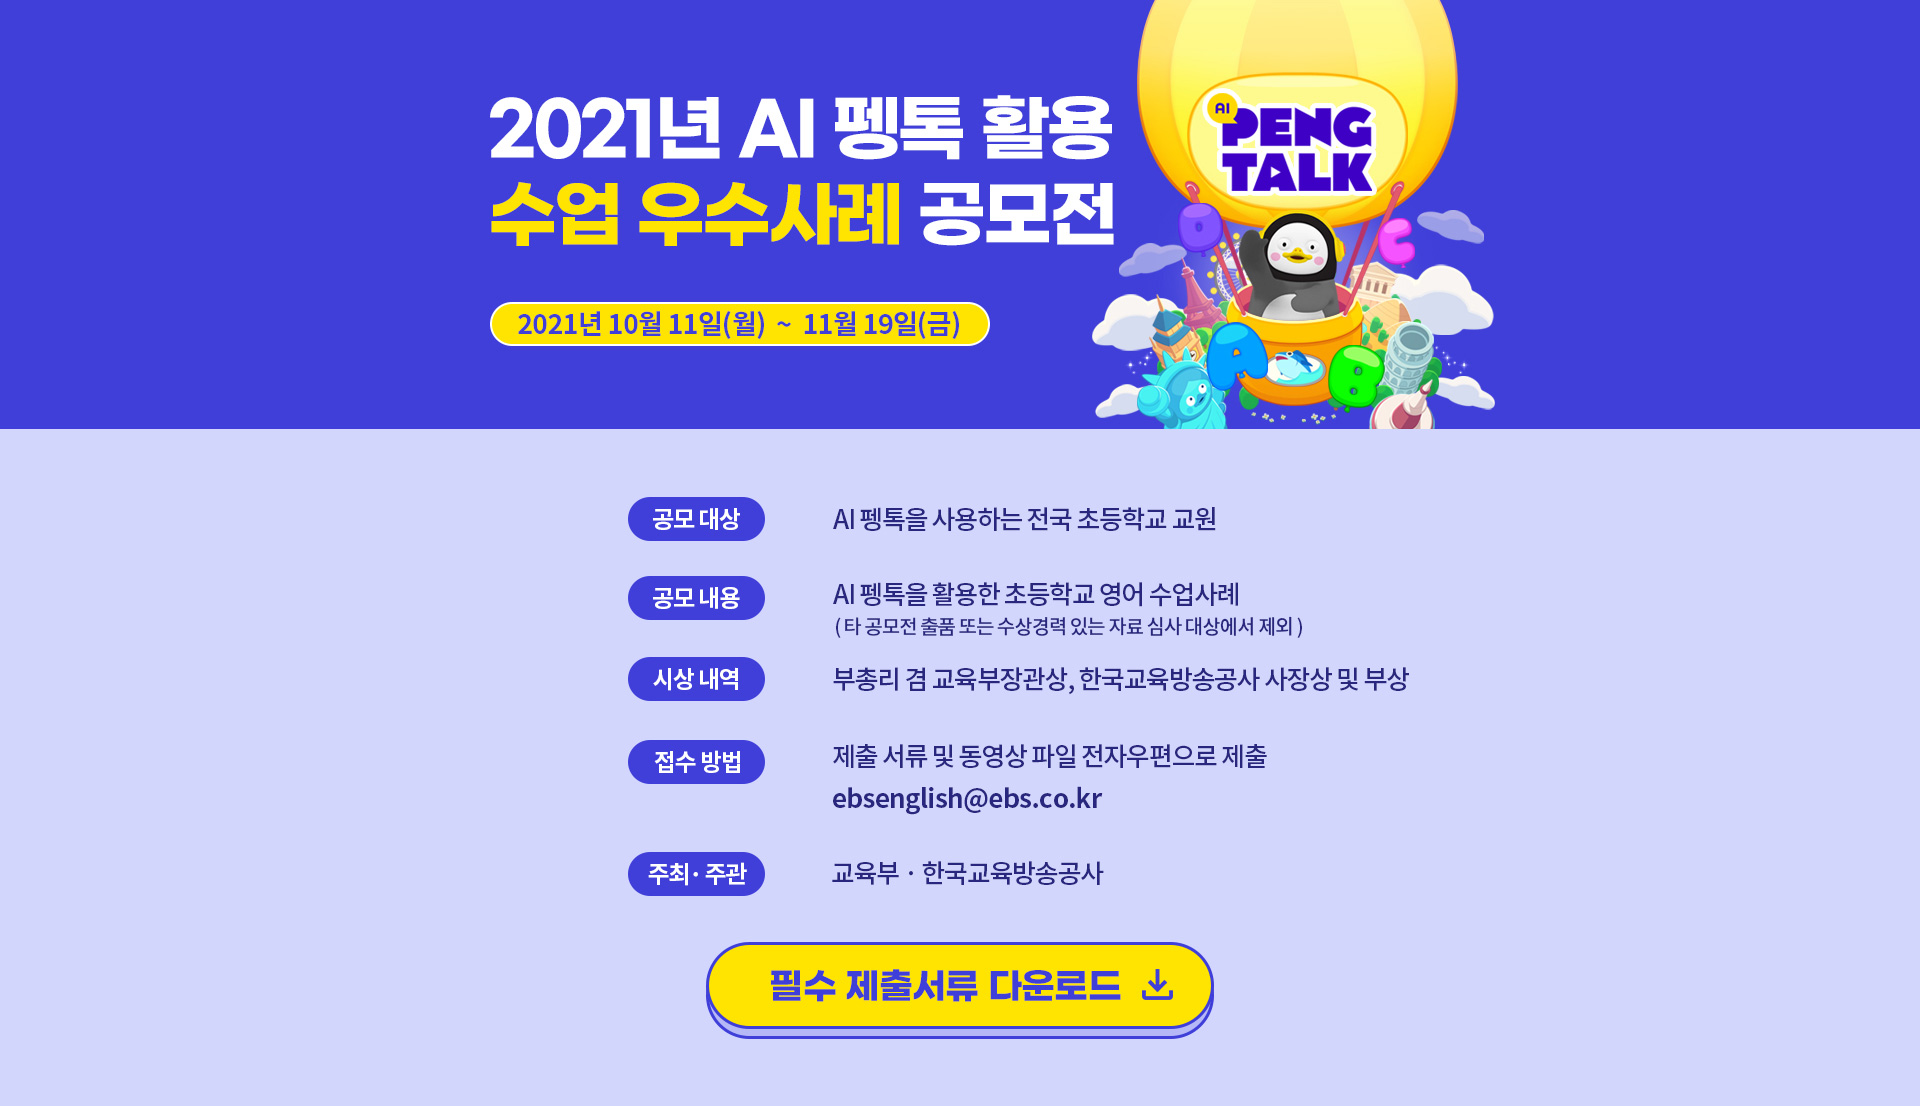 2021년 AI 펭톡 활용
수업 우수사례 공모전
2021년 10월 11일(월) ~ 11월 19일(금)
AI
PENG
TALK
D
C
A
B
공모 대상
AI 펭톡을 사용하는 전국 초등학교 교원
공모 내용
AI 펭톡을 활용한 초등학교 영어 수업사례
( 타 공모전 출품 또는 수상경력 있는 자료 심사 대상에서 제외 )
시상 내역
부총리 겸 교육부장관상, 한국교육방송공사 사장상 및 부상
접수 방법
제출 서류 및 동영상 파일 전자우편으로 제출
ebsenglish@ebs.co.kr
주최 · 주관
교육부 · 한국교육방송공사
필수 제출서류 다운로드